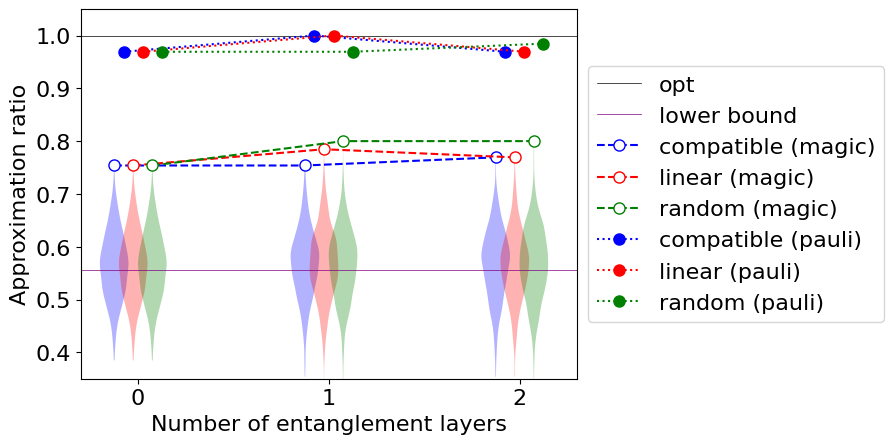 1.0
0.9
0.8
0.7
0.6
0.5
0.4
Approximation ratio
0 1 2
Number of entanglement layers
opt
lower bound
compatible (magic)
linear (magic)
random (magic)
compatible (pauli)
linear (pauli)
random (pauli)